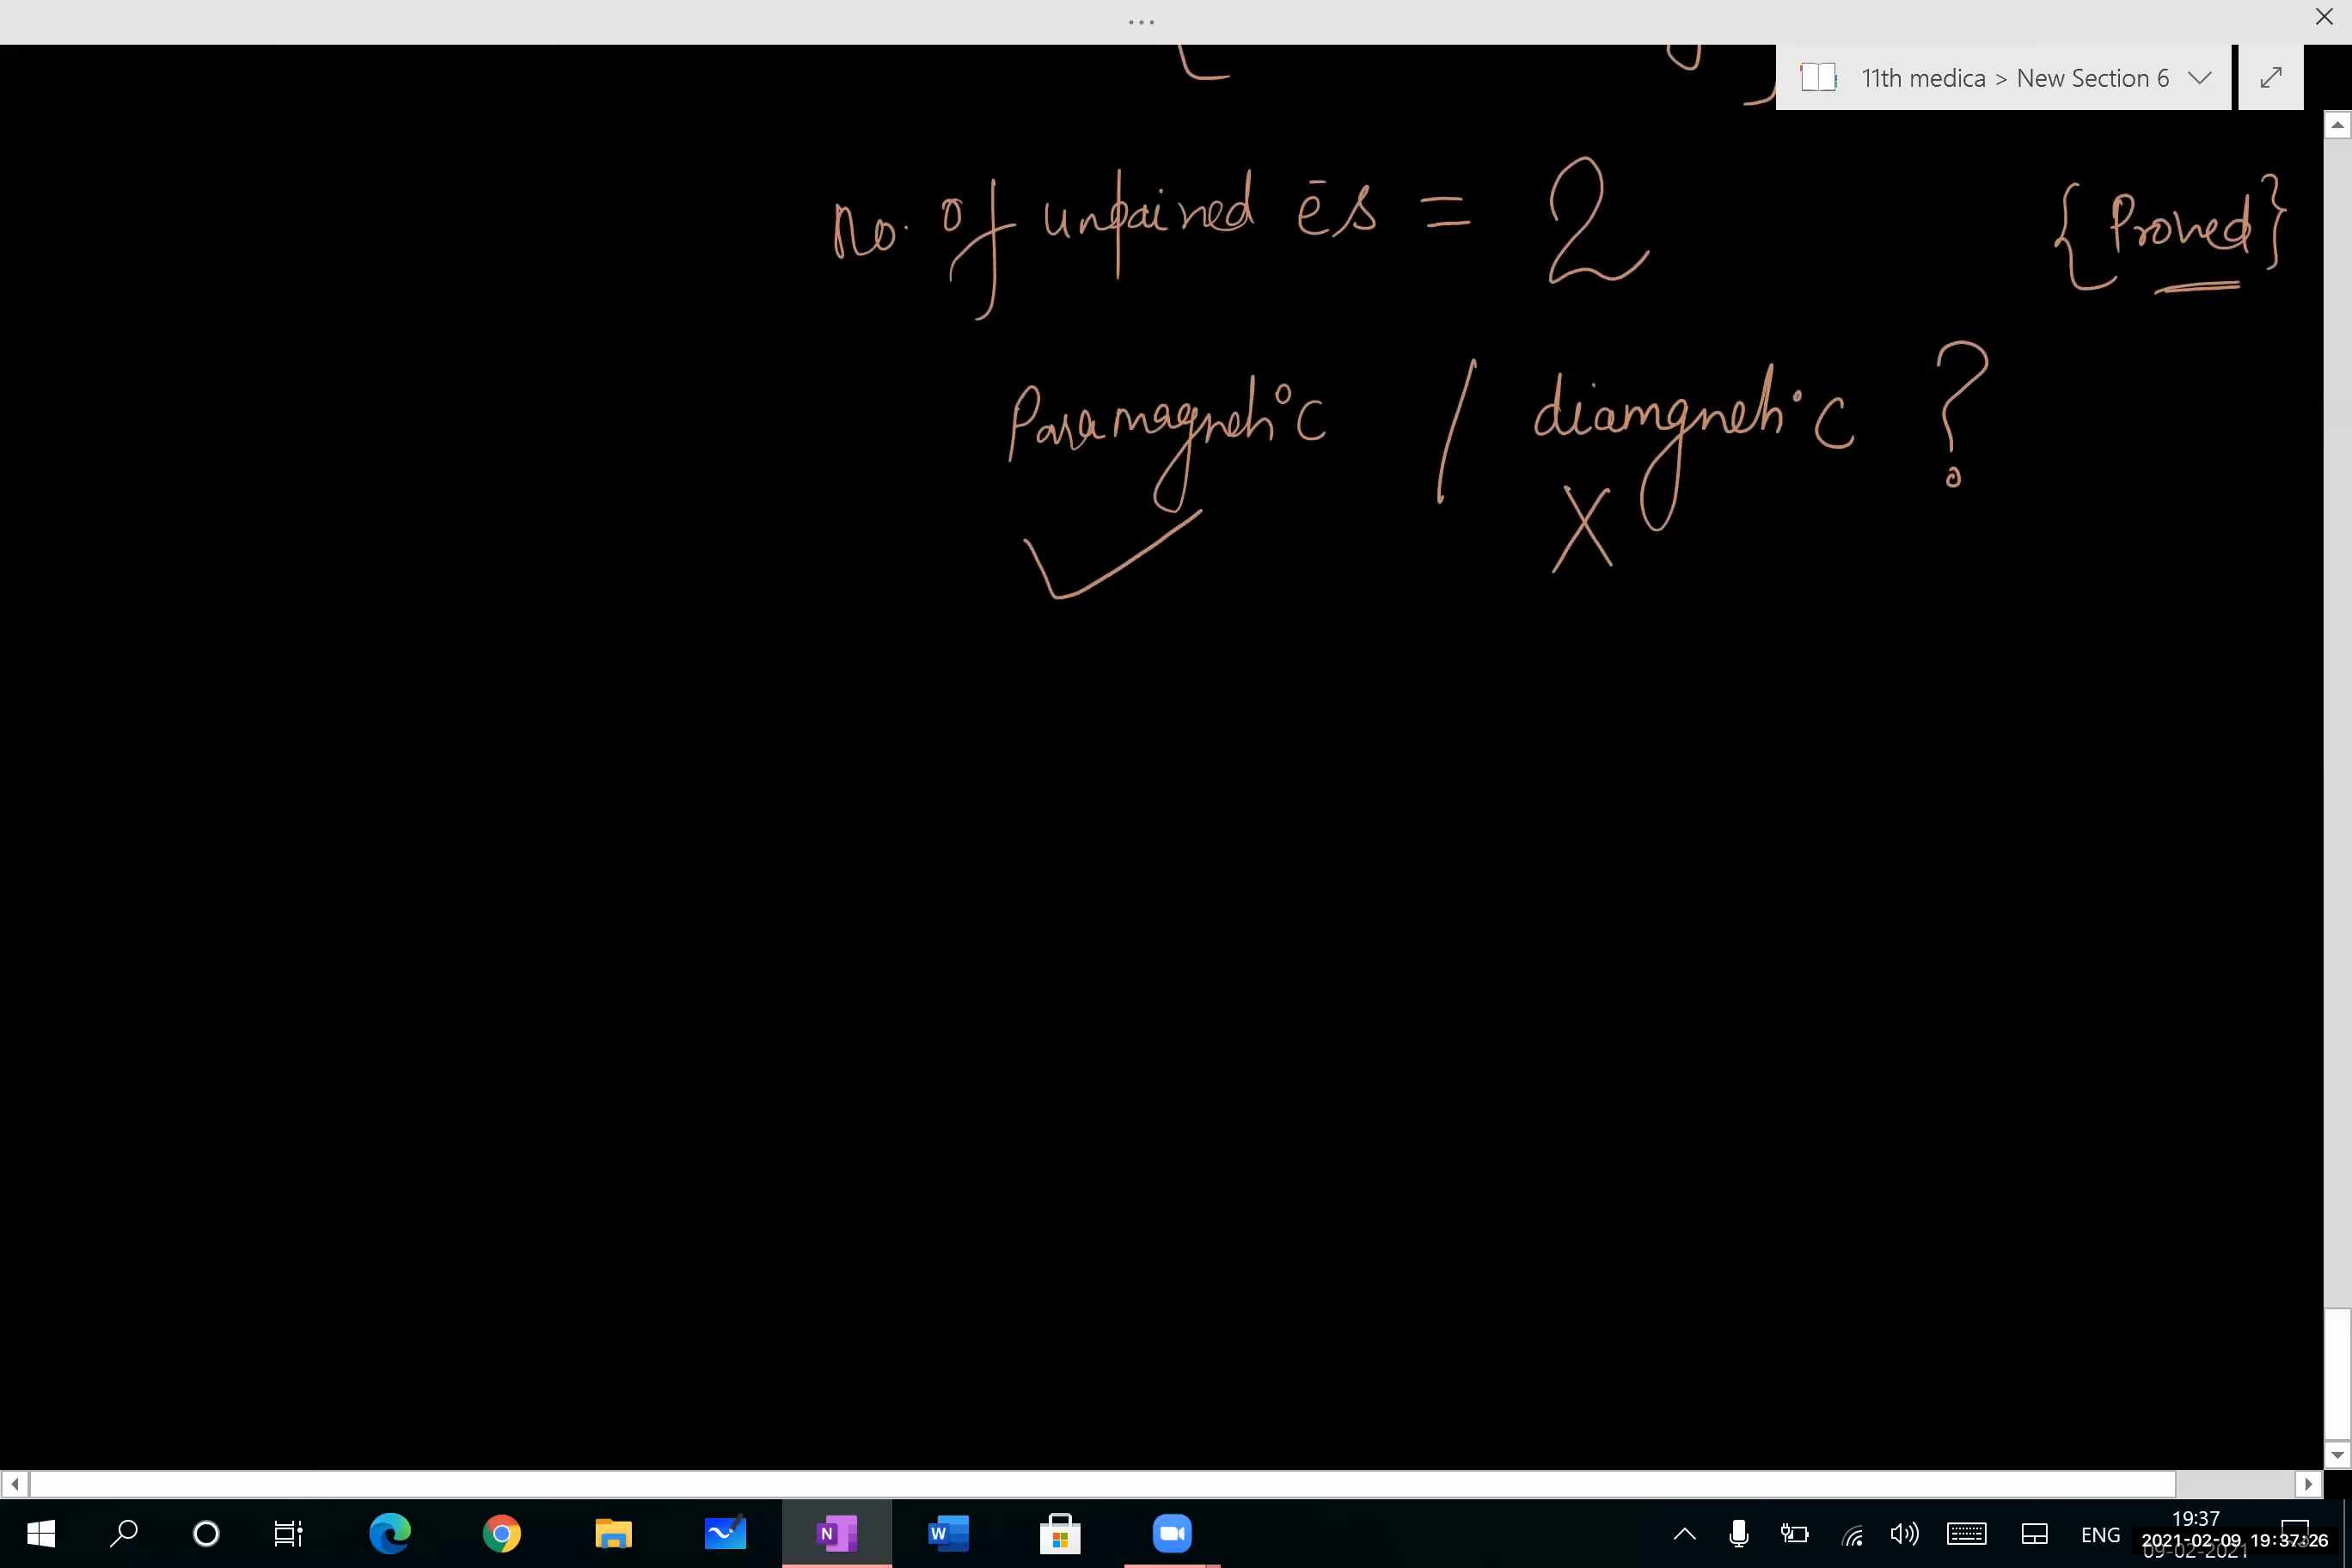 11th medica > New Section 6
No. of unpaired ēs = 2 {Proved}
Paramagnetic / diamgnetic ?
✓ X
N
W
ENG
19:37
2021-02-09 19:37:26
09-02-2021